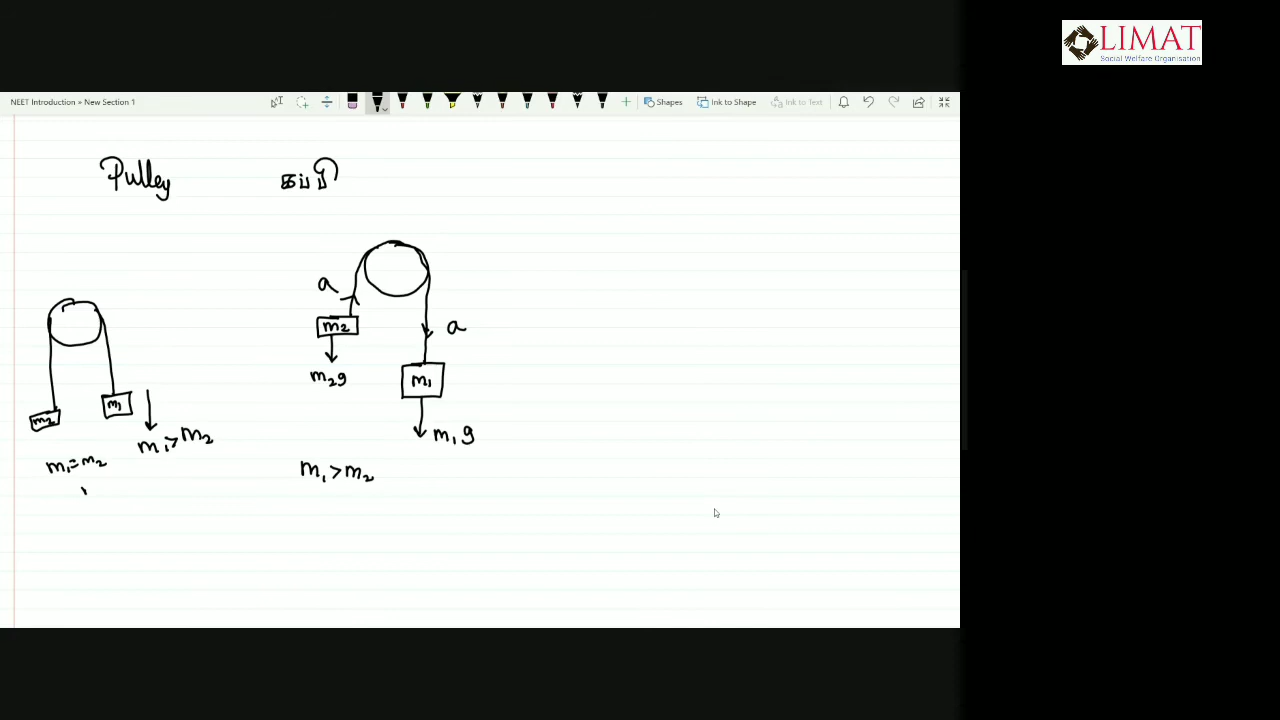 LIMAT
Social Welfare Organisation
NEET Introduction » New Section 1
Shapes
Ink to Shape
Ink to Text
Pulley கப்பி
a
m₂
a
m₂g
m₁
m₂
m₁
m₁g
m₁>m₂
m₁=m₂
m₁>m₂